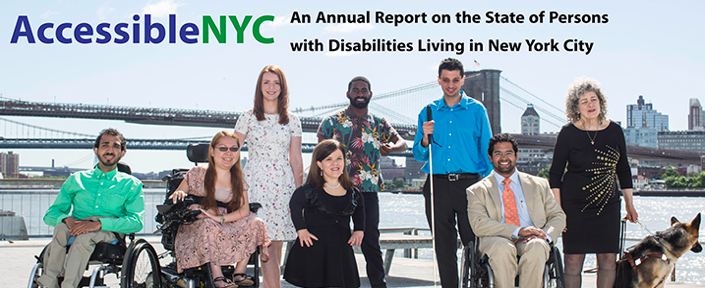 AccessibleNYC
An Annual Report on the State of Persons
with Disabilities Living in New York City